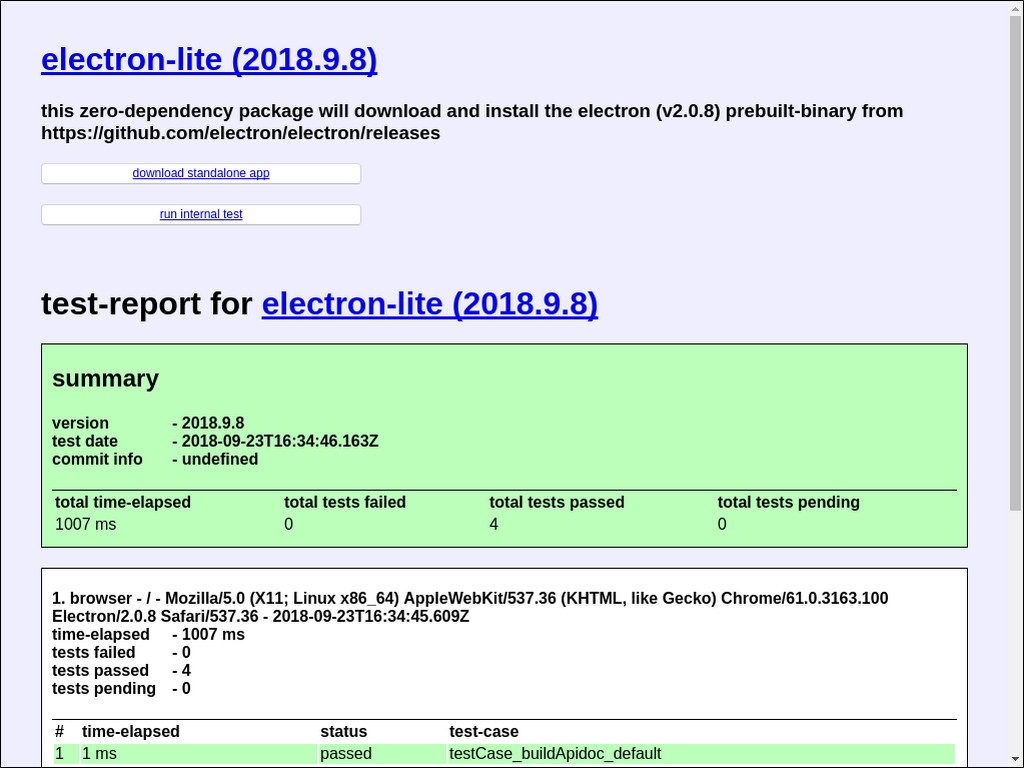 electron-lite (2018.9.8)
this zero-dependency package will download and install the electron (v2.0.8) prebuilt-binary from
https://github.com/electron/electron/releases
download standalone app
run internal test
test-report for electron-lite (2018.9.8)
summary
version - 2018.9.8
test date - 2018-09-23T16:34:46.163Z
commit info - undefined
total time-elapsed total tests failed total tests passed total tests pending
1007 ms 0 4 0
1. browser - / - Mozilla/5.0 (X11; Linux x86_64) AppleWebKit/537.36 (KHTML, like Gecko) Chrome/61.0.3163.100
Electron/2.0.8 Safari/537.36 - 2018-09-23T16:34:45.609Z
time-elapsed - 1007 ms
tests failed - 0
tests passed - 4
tests pending - 0
# time-elapsed status test-case
1 1 ms passed testCase_buildApidoc_default